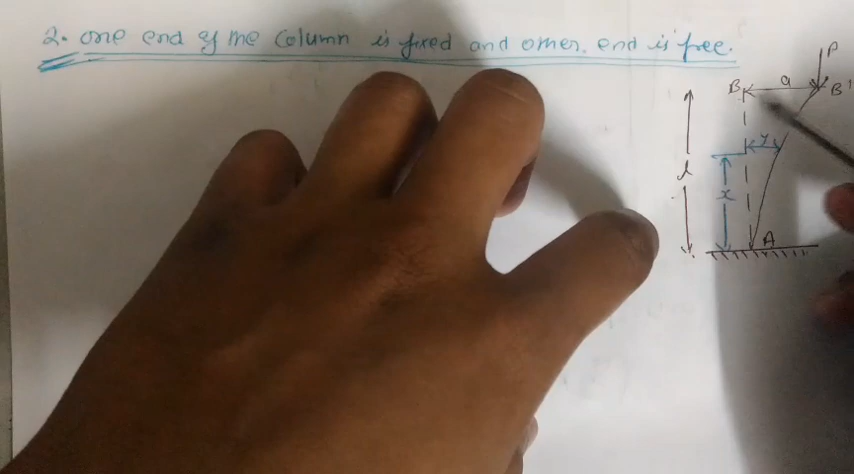 2. one end of the column is fixed and other, end is free.
P
B a B'
y
l
x
A